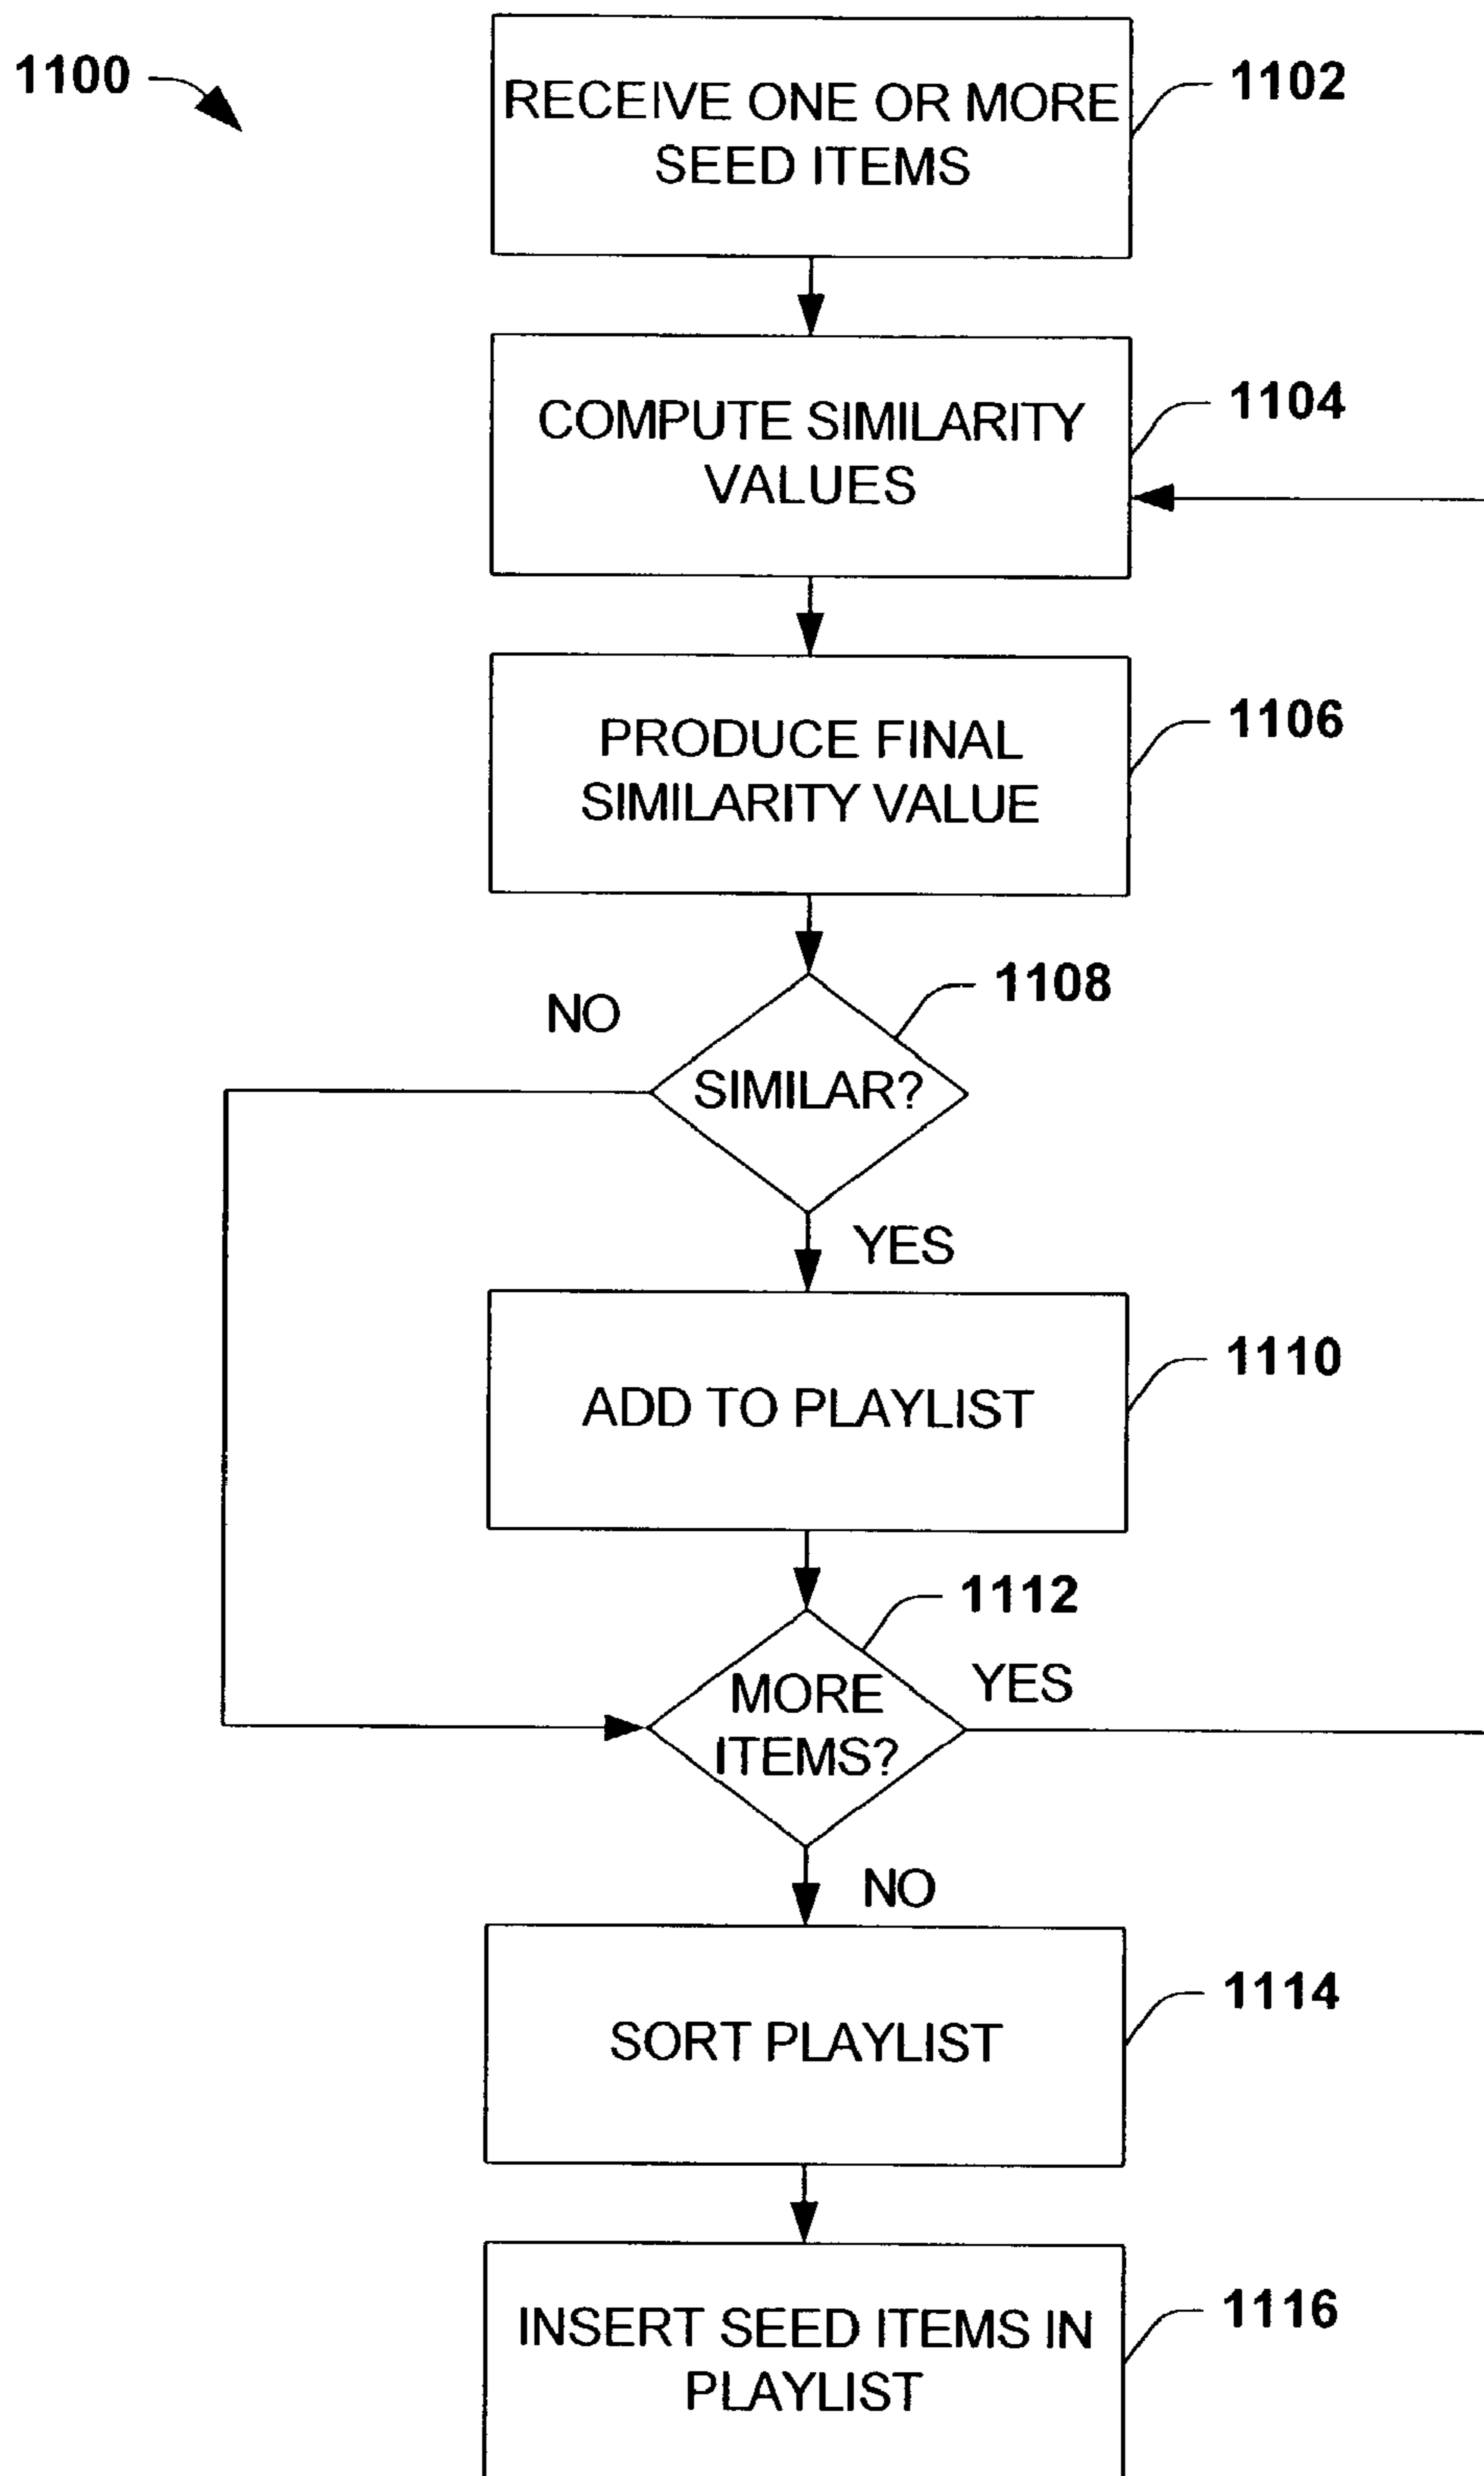 1100
RECEIVE ONE OR MORE
SEED ITEMS
1102
COMPUTE SIMILARITY
VALUES
1104
PRODUCE FINAL
SIMILARITY VALUE
1106
NO
1108
SIMILAR?
YES
ADD TO PLAYLIST
1110
1112
MORE
ITEMS?
YES
NO
SORT PLAYLIST
1114
INSERT SEED ITEMS IN
PLAYLIST
1116